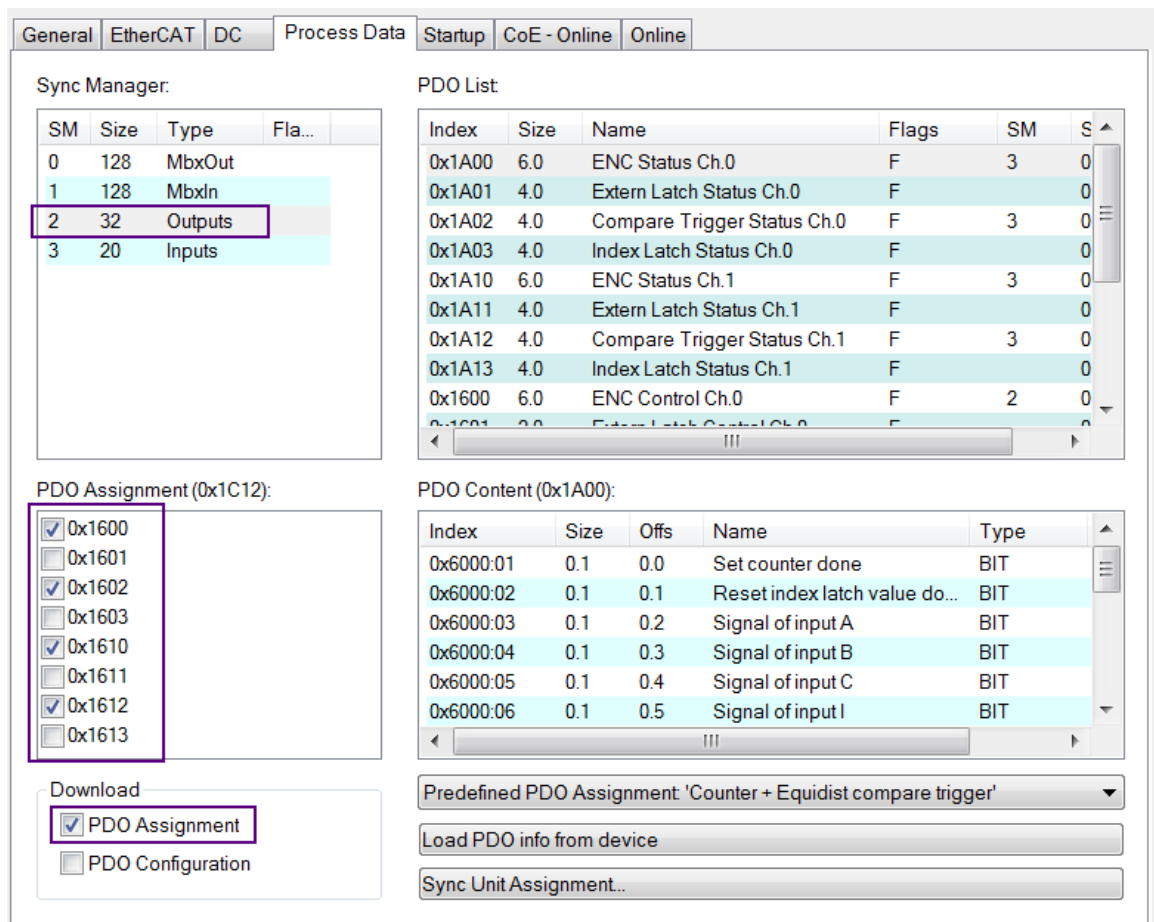 General EtherCAT DC Process Data Startup CoE - Online Online
Sync Manager:
SM Size Type Fla...
0 128 MbxOut
1 128 MbxIn
2 32 Outputs
3 20 Inputs
PDO List:
Index Size Name Flags SM S
0x1A00 6.0 ENC Status Ch.0 F 3 0
0x1A01 4.0 Extern Latch Status Ch.0 F 0
0x1A02 4.0 Compare Trigger Status Ch.0 F 3 0
0x1A03 4.0 Index Latch Status Ch.0 F 0
0x1A10 6.0 ENC Status Ch.1 F 3 0
0x1A11 4.0 Extern Latch Status Ch.1 F 0
0x1A12 4.0 Compare Trigger Status Ch.1 F 3 0
0x1A13 4.0 Index Latch Status Ch.1 F 0
0x1600 6.0 ENC Control Ch.0 F 2 0
PDO Assignment (0x1C12):
0x1600
0x1601
0x1602
0x1603
0x1610
0x1611
0x1612
0x1613
PDO Content (0x1A00):
Index Size Offs Name Type
0x6000:01 0.1 0.0 Set counter done BIT
0x6000:02 0.1 0.1 Reset index latch value do... BIT
0x6000:03 0.1 0.2 Signal of input A BIT
0x6000:04 0.1 0.3 Signal of input B BIT
0x6000:05 0.1 0.4 Signal of input C BIT
0x6000:06 0.1 0.5 Signal of input I BIT
Download
PDO Assignment
PDO Configuration
Predefined PDO Assignment: 'Counter + Equidist compare trigger'
Load PDO info from device
Sync Unit Assignment...